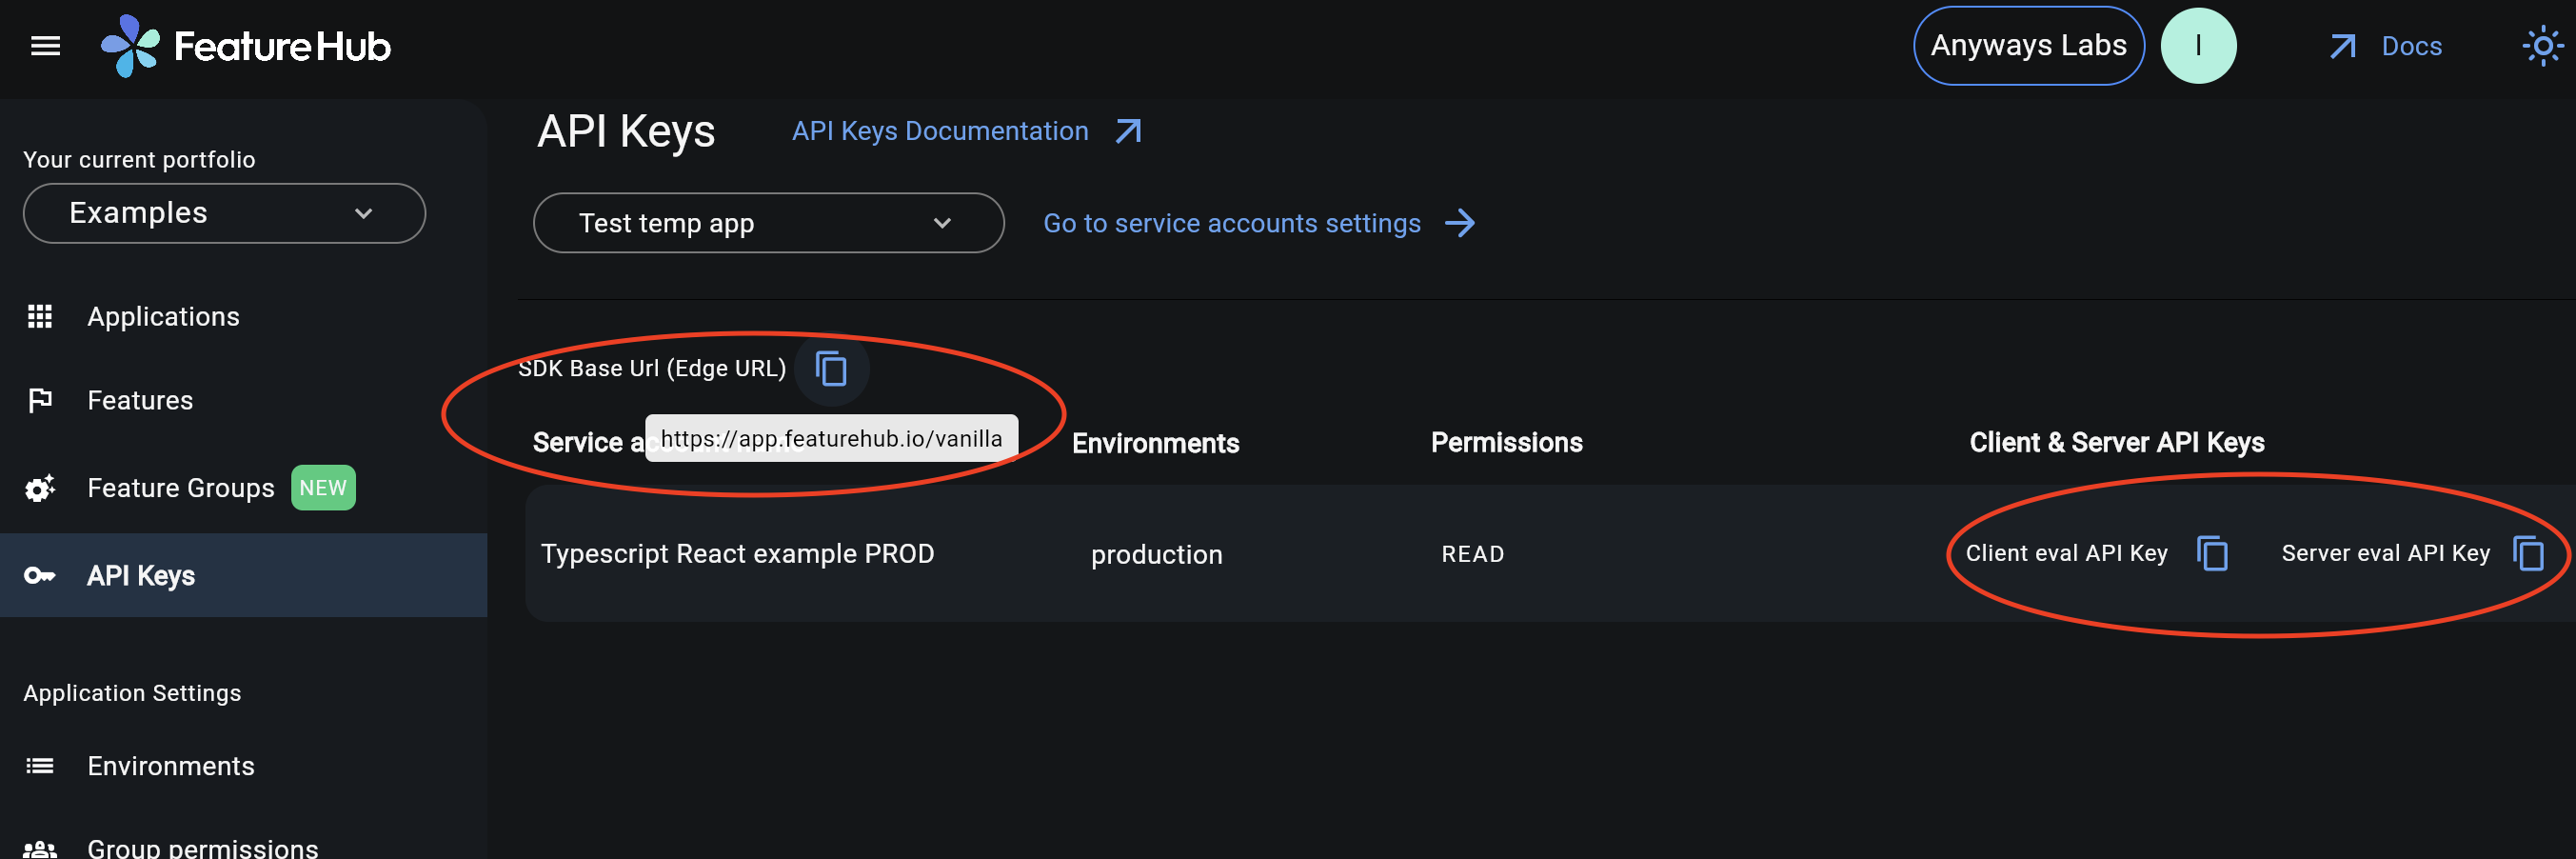 FeatureHub
Anyways Labs
I
Docs
Your current portfolio
Examples
Applications
Features
Feature Groups NEW
API Keys
Application Settings
Environments
Group permissions
API Keys
API Keys Documentation
Test temp app
Go to service accounts settings
SDK Base Url (Edge URL)
https://app.featurehub.io/vanilla
Service Environments Permissions Client & Server API Keys
Typescript React example PROD production READ Client eval API Key Server eval API Key